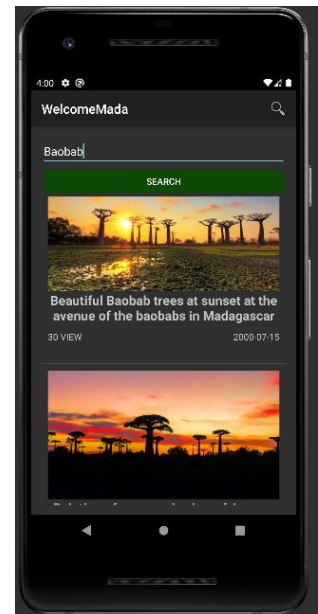 4:00
WelcomeMada
Baobab
SEARCH
Beautiful Baobab trees at sunset at the
avenue of the baobabs in Madagascar
30 VIEW 2000-07-15